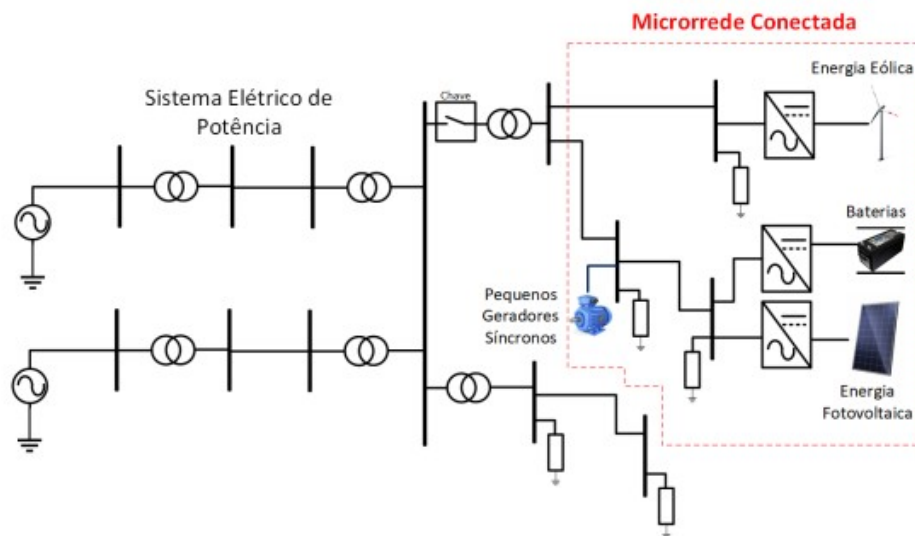 Microrrede Conectada
Energia Eólica
Sistema Elétrico de
Potência
Chave
Baterias
Pequenos
Geradores
Síncronos
Energia
Fotovoltaica